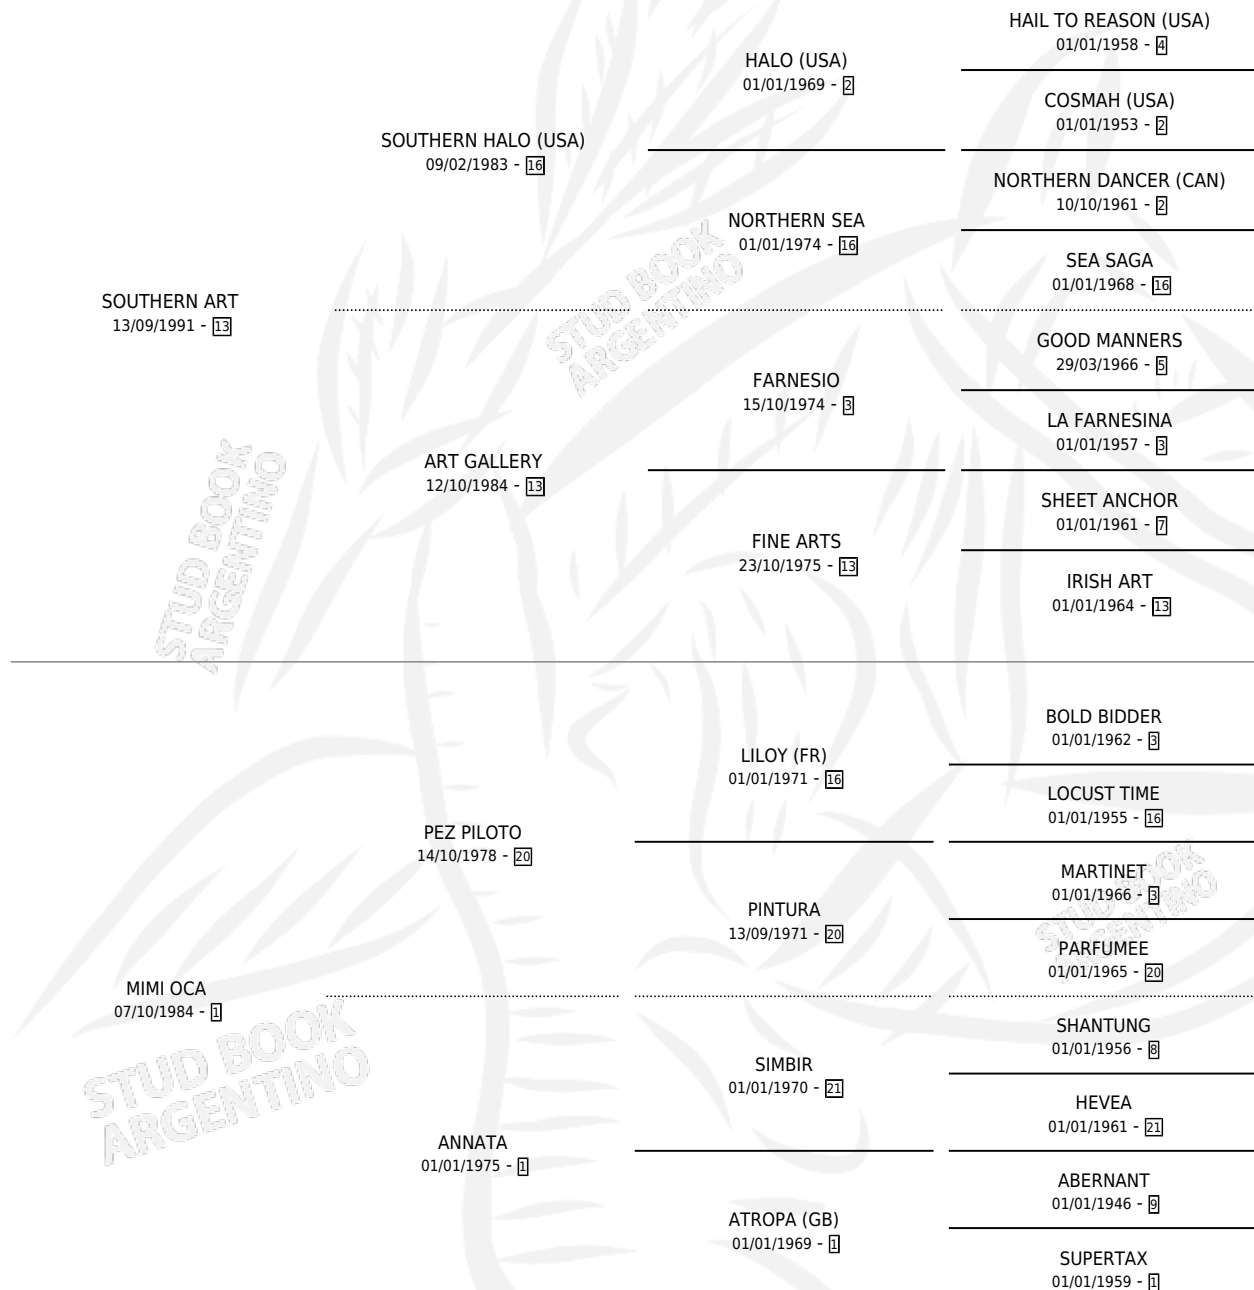 HAIL TO REASON (USA)
01/01/1958 - 4
HALO (USA)
01/01/1969 - 2
COSMAH (USA)
01/01/1953 - 2
SOUTHERN HALO (USA)
09/02/1983 - 16
NORTHERN DANCER (CAN)
10/10/1961 - 2
NORTHERN SEA
01/01/1974 - 16
SEA SAGA
01/01/1968 - 16
SOUTHERN ART
13/09/1991 - 13
GOOD MANNERS
29/03/1966 - 5
FARNESIO
15/10/1974 - 3
LA FARNESINA
01/01/1957 - 3
ART GALLERY
12/10/1984 - 13
SHEET ANCHOR
01/01/1961 - 7
FINE ARTS
23/10/1975 - 13
IRISH ART
01/01/1964 - 13
BOLD BIDDER
01/01/1962 - 3
LILOY (FR)
01/01/1971 - 16
LOCUST TIME
01/01/1955 - 16
PEZ PILOTO
14/10/1978 - 20
MARTINET
01/01/1966 - 3
PINTURA
13/09/1971 - 20
PARFUMEE
01/01/1965 - 20
MIMI OCA
07/10/1984 - 1
SHANTUNG
01/01/1956 - 8
SIMBIR
01/01/1970 - 21
HEVEA
01/01/1961 - 21
ANNATA
01/01/1975 - 1
ABERNANT
01/01/1946 - 9
ATROPA (GB)
01/01/1969 - 1
SUPERTAX
01/01/1959 - 1
STUD BOOK
ARGENTINO
STUD BOOK
ARGENTINO
STUD BOOK
ARGENTINO
STUD BOOK
ARGENTINO